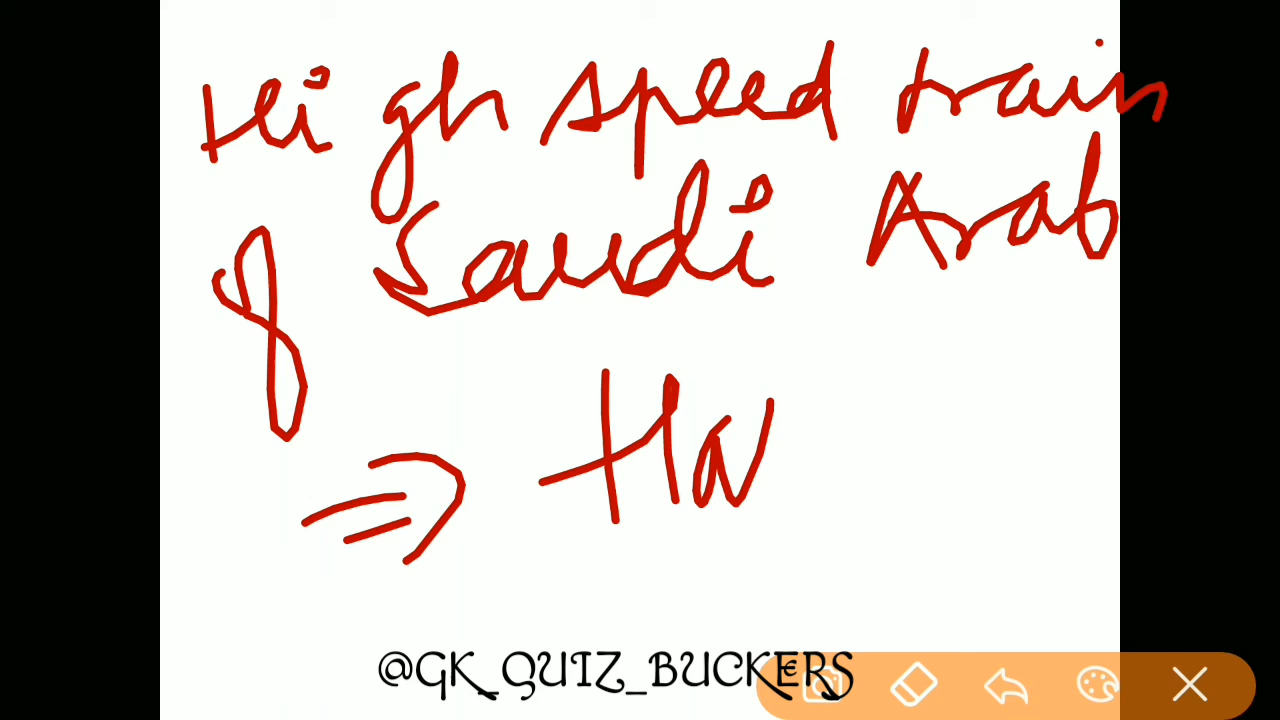 High speed train
of Saudi Arab
⇒ Ha
@GK_QUIZ_BUCKERS